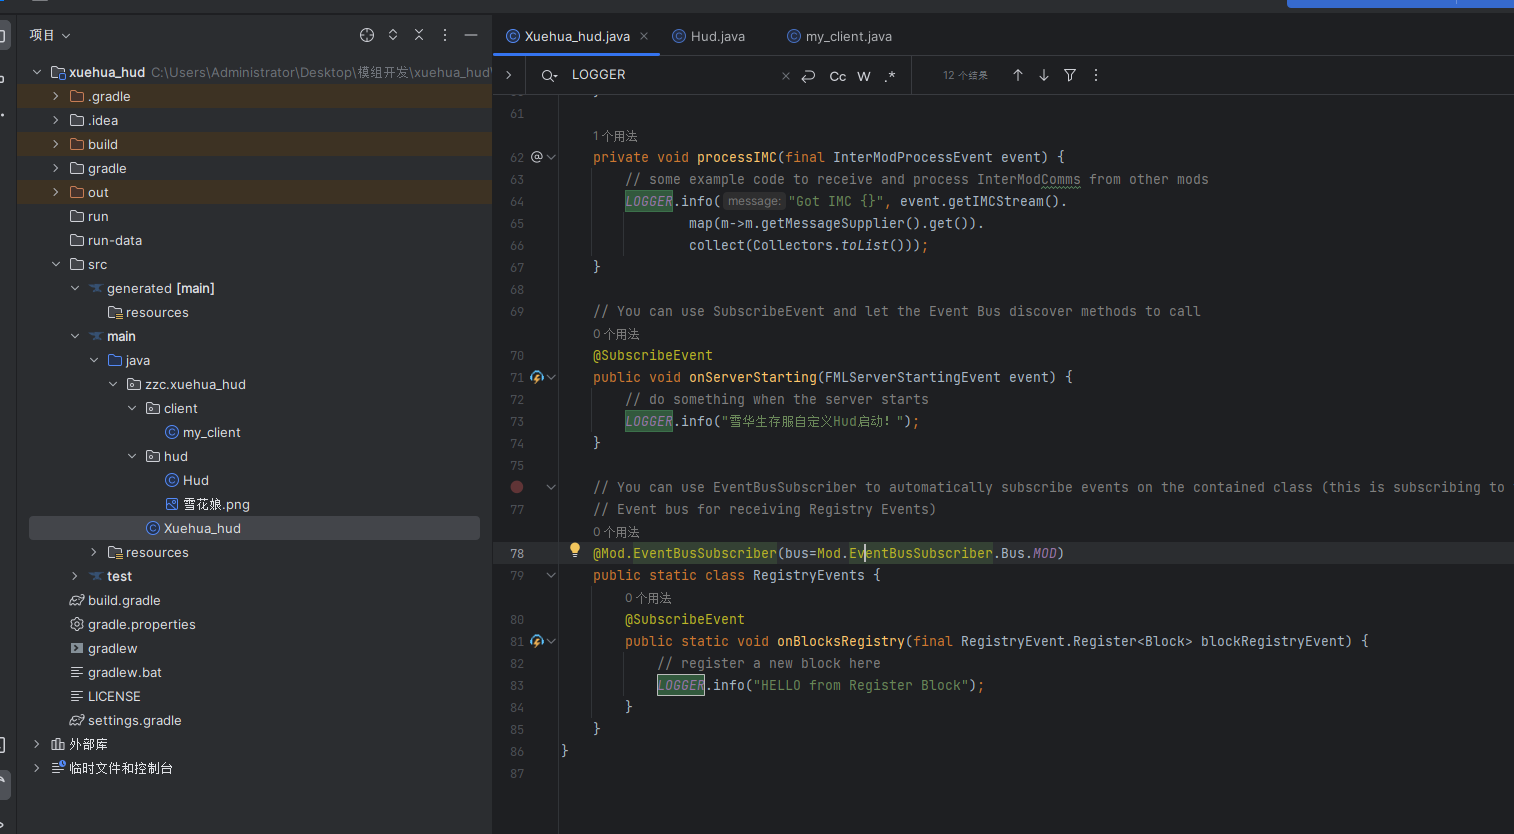 项目
xuehua_hud C:\Users\Administrator\Desktop\模组开发\xuehua_hud\
.gradle
.idea
build
gradle
out
run
run-data
src
generated [main]
resources
main
java
zzc.xuehua_hud
client
my_client
hud
Hud
雪花娘.png
Xuehua_hud
resources
test
build.gradle
gradle.properties
gradlew
gradlew.bat
LICENSE
settings.gradle
外部库
临时文件和控制台
Xuehua_hud.java
Hud.java
my_client.java
LOGGER
Cc W .*
12 个结果
61
1 个用法
62 @ private void processIMC(final InterModProcessEvent event) {
63 // some example code to receive and process InterModComms from other mods
64 LOGGER.info( message: "Got IMC {}", event.getIMCStream().
65 map(m->m.getMessageSupplier().get()).
66 collect(Collectors.toList()));
67 }
68
69 // You can use SubscribeEvent and let the Event Bus discover methods to call
0 个用法
70 @SubscribeEvent
71 public void onServerStarting(FMLServerStartingEvent event) {
72 // do something when the server starts
73 LOGGER.info("雪华生存服自定义Hud启动！");
74 }
75
// You can use EventBusSubscriber to automatically subscribe events on the contained class (this is subscribing to
77 // Event bus for receiving Registry Events)
0 个用法
78 @Mod.EventBusSubscriber(bus=Mod.EventBusSubscriber.Bus.MOD)
79 public static class RegistryEvents {
0 个用法
80 @SubscribeEvent
81 public static void onBlocksRegistry(final RegistryEvent.Register<Block> blockRegistryEvent) {
82 // register a new block here
83 LOGGER.info("HELLO from Register Block");
84 }
85 }
86 }
87